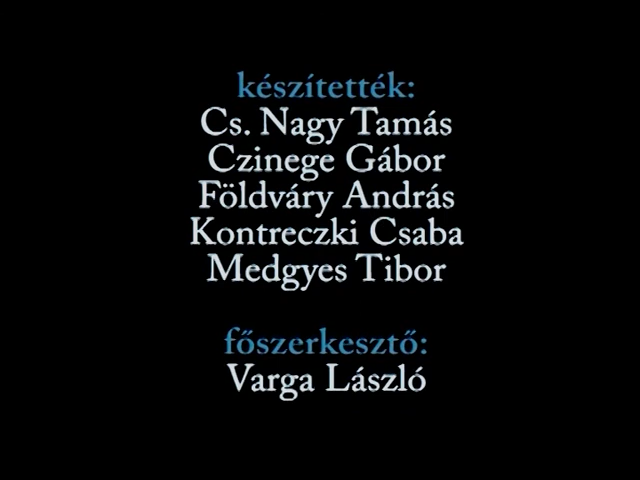 készítették:
Cs. Nagy Tamás
Czinege Gábor
Földváry András
Kontreczki Csaba
Medgyes Tibor
főszerkesztő:
Varga László